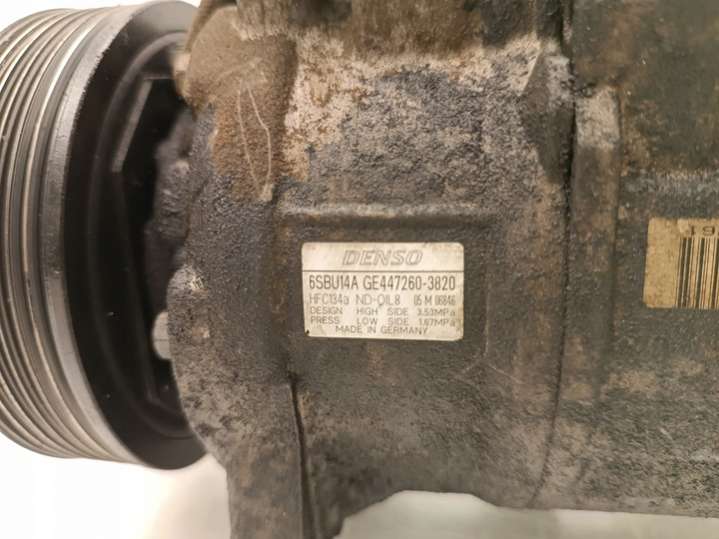 DENSO
6SBU14A GE447260-3820
HFC134a ND-OIL8 05 M 06846
DESIGN HIGH SIDE 3.53MPa
PRESS LOW SIDE 1.67MPa
MADE IN GERMANY
61